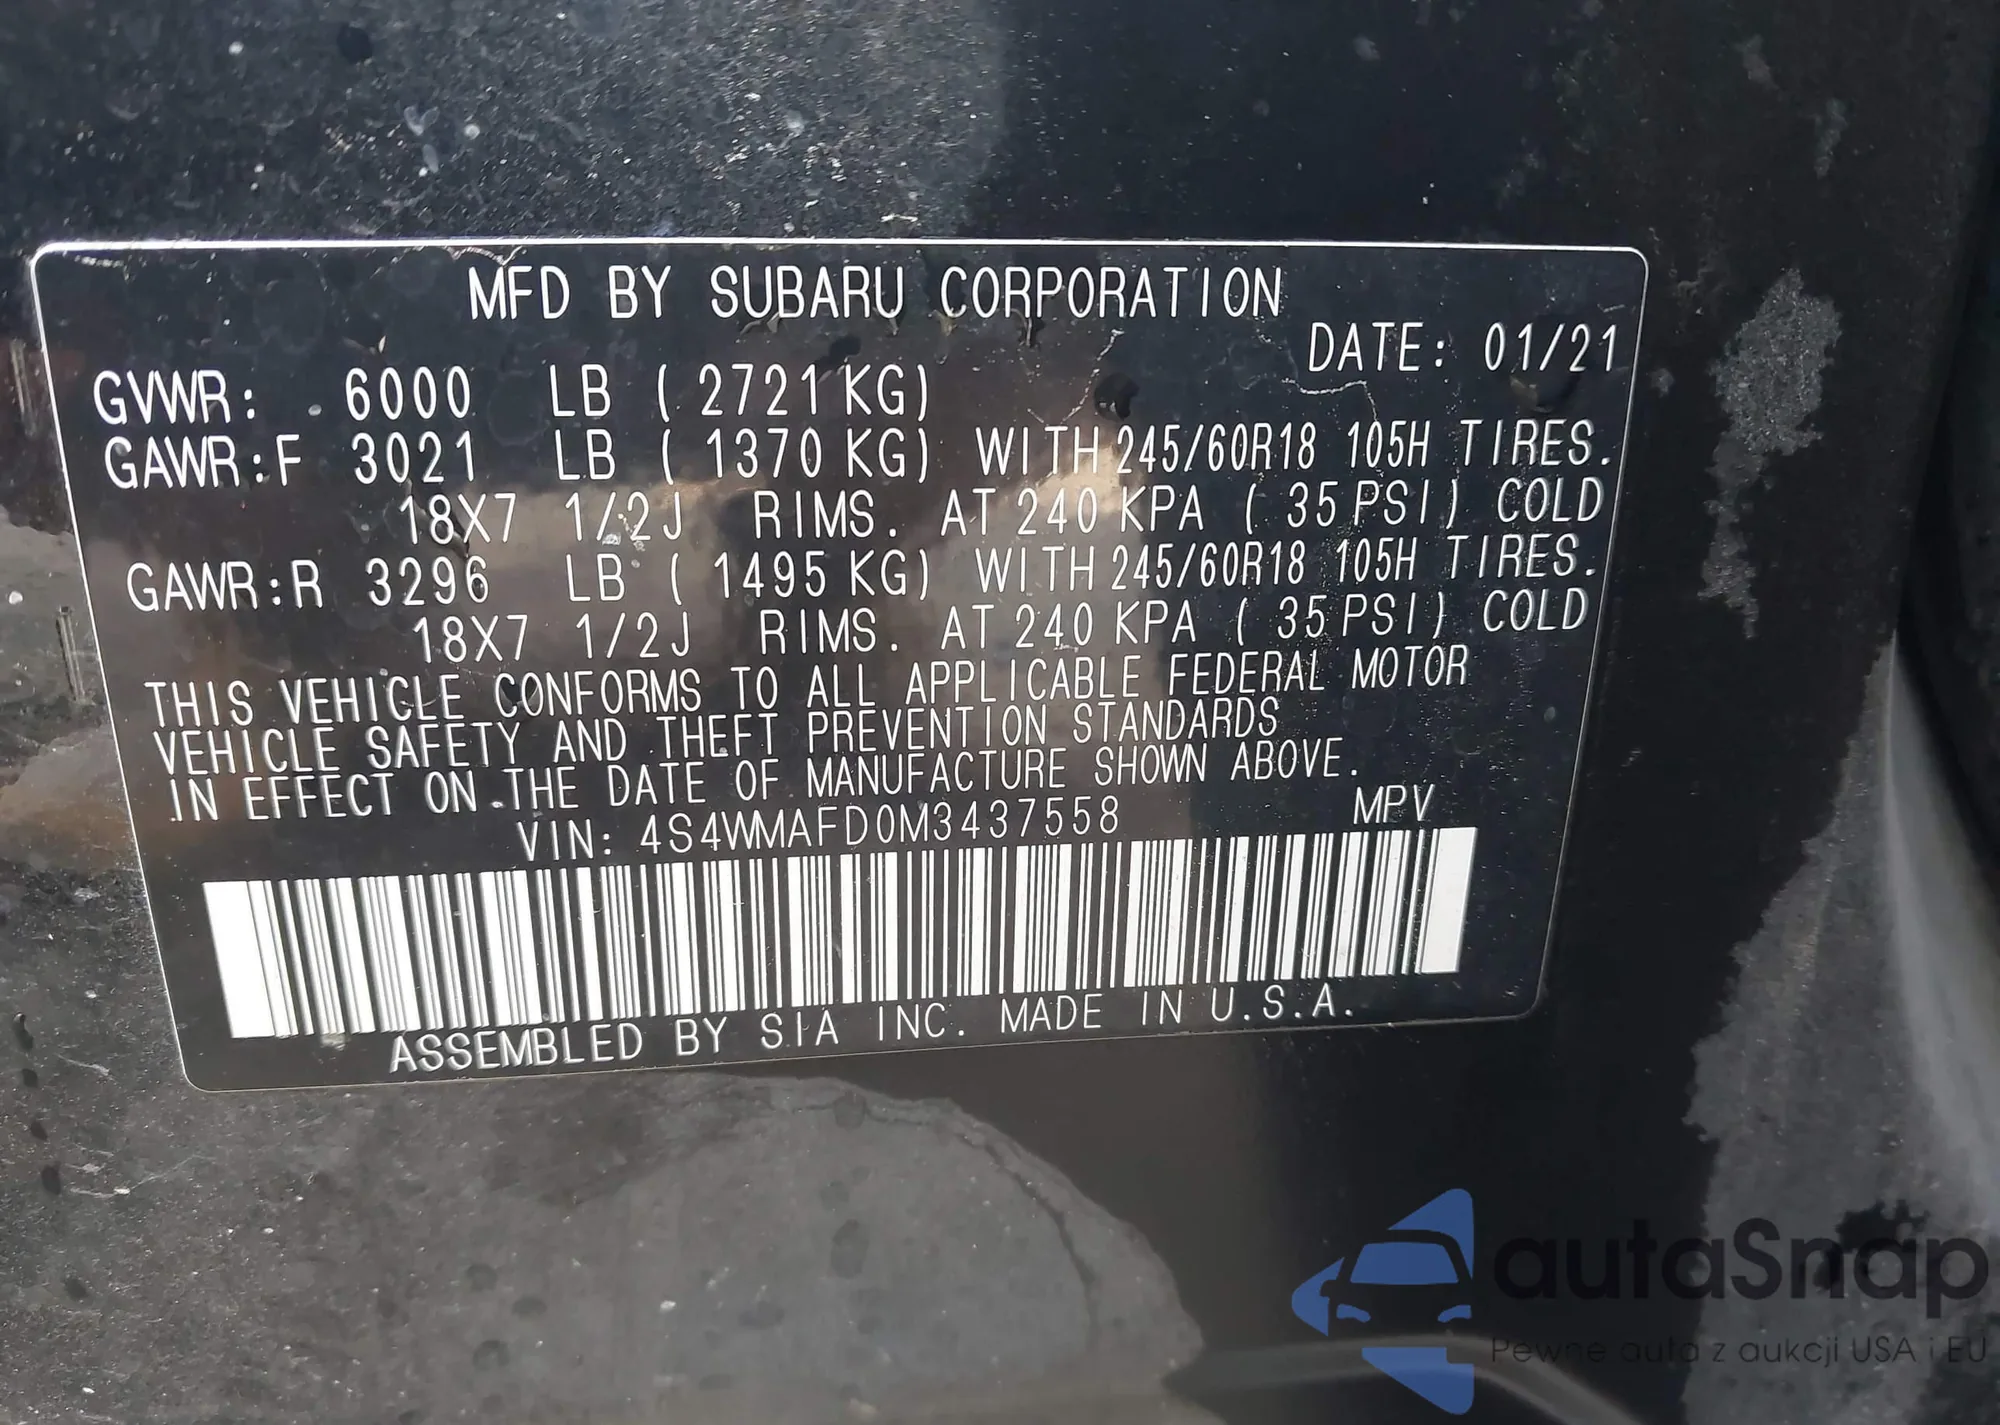 MFD BY SUBARU CORPORATION
DATE: 01/21
GVWR: 6000 LB ( 2721 KG)
GAWR:F 3021 LB ( 1370 KG) WITH 245/60R18 105H TIRES.
18X7 1/2J RIMS. AT 240 KPA ( 35 PSI) COLD
GAWR:R 3296 LB ( 1495 KG) WITH 245/60R18 105H TIRES.
18X7 1/2J RIMS. AT 240 KPA ( 35 PSI) COLD
THIS VEHICLE CONFORMS TO ALL APPLICABLE FEDERAL MOTOR
VEHICLE SAFETY AND THEFT PREVENTION STANDARDS
IN EFFECT ON THE DATE OF MANUFACTURE SHOWN ABOVE.
VIN: 4S4WMAFD0M3437558 MPV
ASSEMBLED BY SIA INC. MADE IN U.S.A.
autaSnap
Pewne auta z aukcji USA i EU